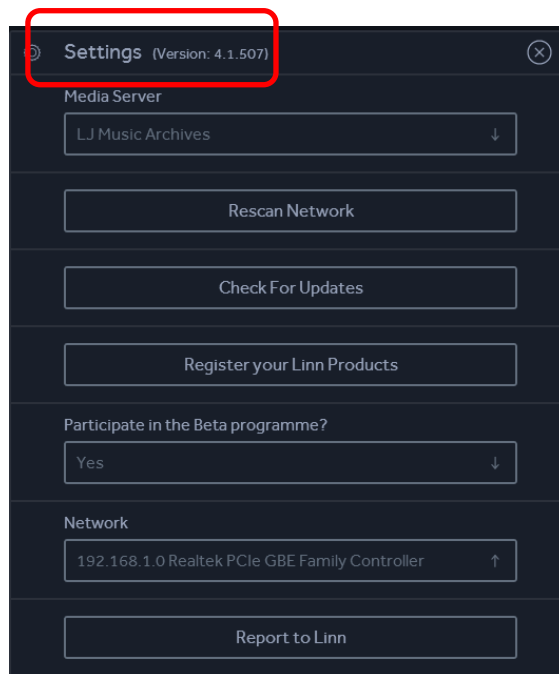 Settings (Version: 4.1.507)
Media Server
LJ Music Archives
Rescan Network
Check For Updates
Register your Linn Products
Participate in the Beta programme?
Yes
Network
192.168.1.0 Realtek PCIe GBE Family Controller
Report to Linn